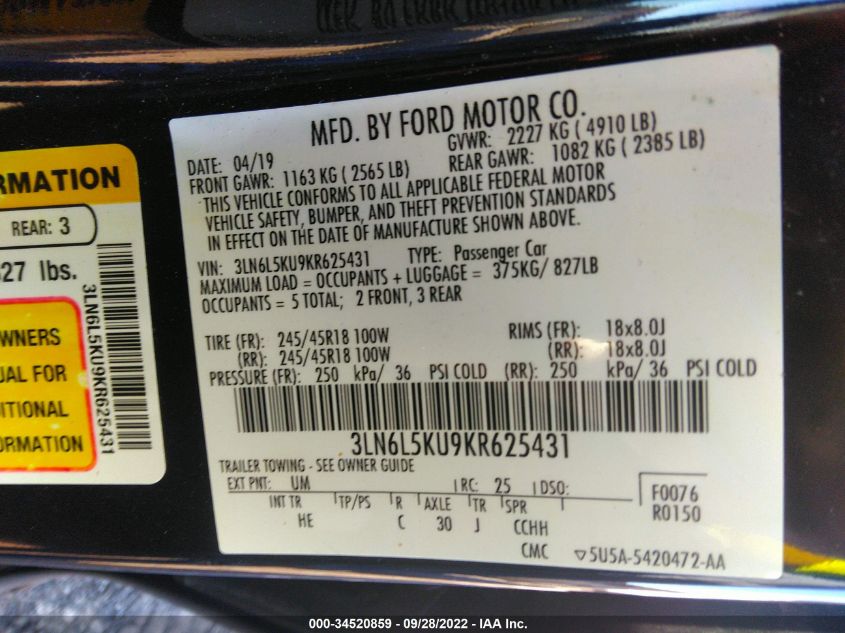 MFD. BY FORD MOTOR CO.
DATE: 04/19
GVWR: 2227 KG ( 4910 LB)
FRONT GAWR: 1163 KG ( 2565 LB)
REAR GAWR: 1082 KG ( 2385 LB)
THIS VEHICLE CONFORMS TO ALL APPLICABLE FEDERAL MOTOR
VEHICLE SAFETY, BUMPER, AND THEFT PREVENTION STANDARDS
IN EFFECT ON THE DATE OF MANUFACTURE SHOWN ABOVE.
VIN: 3LN6L5KU9KR625431 TYPE: Passenger Car
MAXIMUM LOAD = OCCUPANTS + LUGGAGE = 375KG/ 827LB
OCCUPANTS = 5 TOTAL; 2 FRONT, 3 REAR
TIRE (FR): 245/45R18 100W RIMS (FR): 18x8.0J
(RR): 245/45R18 100W (RR): 18x8.0J
PRESSURE (FR): 250 kPa/ 36 PSI COLD (RR): 250 kPa/ 36 PSI COLD
3LN6L5KU9KR625431
TRAILER TOWING - SEE OWNER GUIDE
EXT PNT: UM RC: 25 DSO:
INT TR TP/PS R AXLE TR SPR
HE C 30 J CCHH
F0076
R0150
CMC ▽5U5A-5420472-AA
RMATION
REAR: 3
27 lbs.
3LN6L5KU9KR625431
WNERS
UAL FOR
ITIONAL
ORMATION
000-34520859 - 09/28/2022 - IAA Inc.